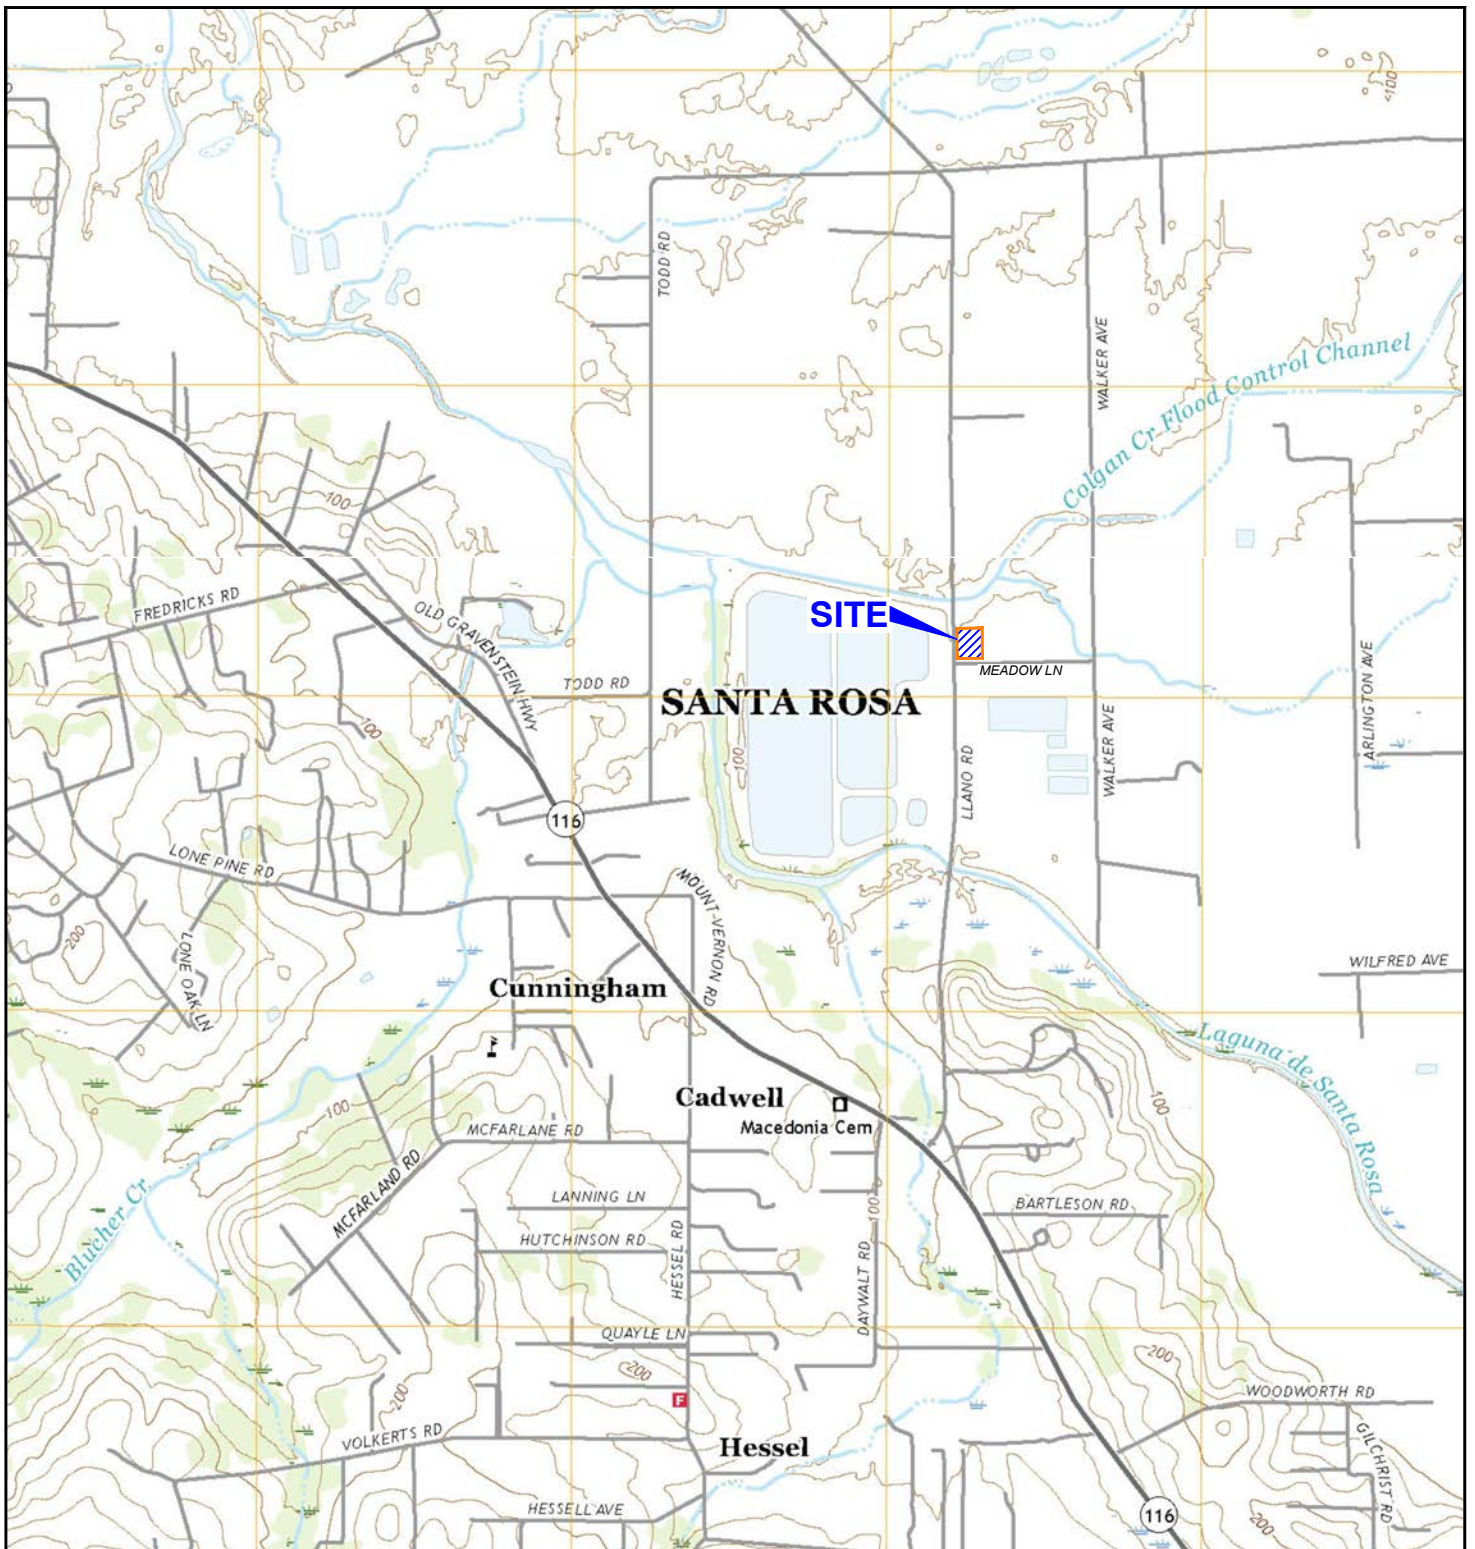 <100
TODD RD
WALKER AVE
Colgan Cr Flood Control Channel
100
FREDRICKS RD
OLD GRAVENSTEIN HWY
SITE
MEADOW LN
TODD RD
SANTA ROSA
ARLINGTON AVE
100
100
WALKER AVE
LLANO RD
116
LONE PINE RD
MOUNT VERNON RD
200
LONE OAK LN
WILFRED AVE
Cunningham
Laguna de Santa Rosa
Cadwell
100
100
Macedonia Cem
MCFARLANE RD
MCFARLAND RD
Blucher Cr
LANNING LN
100
BARTLESON RD
HUTCHINSON RD
HESSEL RD
DAYWALT RD
QUAYLE LN
200
200
200
F
WOODWORTH RD
VOLKERTS RD
Hessel
GILCHRIST RD
HESSELL AVE
116
200